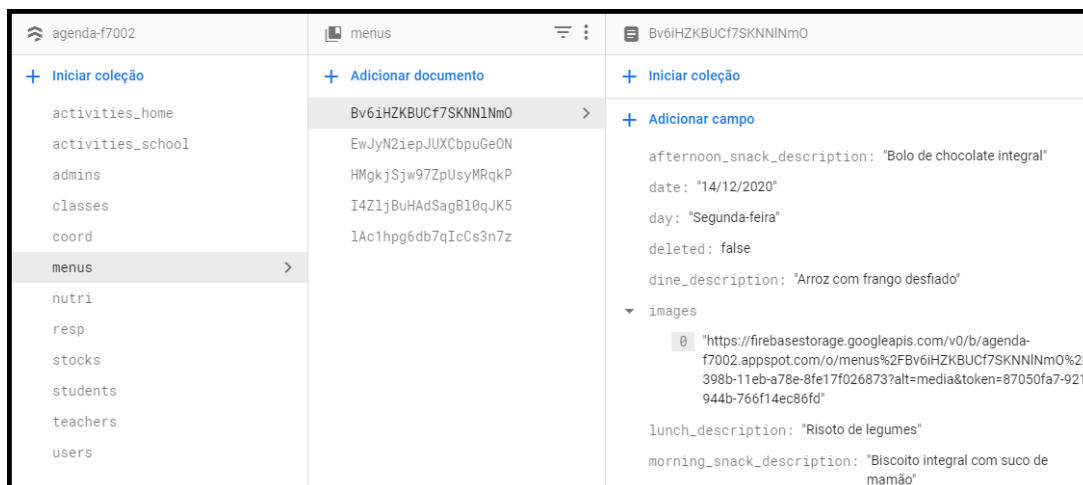 agenda-f7002
Iniciar coleção
activities_home
activities_school
admins
classes
coord
menus
nutri
resp
stocks
students
teachers
users
menus
Adicionar documento
Bv6iHZKBUCf7SKNNlNmO
EwJyN2iepJUXCbpuGeON
HMgkjSjw97ZpUsyMRqkP
I4ZljBuHAdSagBl0qJK5
lAc1hpg6db7qIcCs3n7z
Bv6iHZKBUCf7SKNNlNmO
Iniciar coleção
Adicionar campo
afternoon_snack_description: "Bolo de chocolate integral"
date: "14/12/2020"
day: "Segunda-feira"
deleted: false
dine_description: "Arroz com frango desfiado"
images
0 "https://firebasestorage.googleapis.com/v0/b/agenda-
f7002.appspot.com/o/menus%2FBv6iHZKBUCf7SKNNlNmO%2
398b-11eb-a78e-8fe17f026873?alt=media&token=87050fa7-921
944b-766f14ec86fd"
lunch_description: "Risoto de legumes"
morning_snack_description: "Biscoito integral com suco de
mamão"